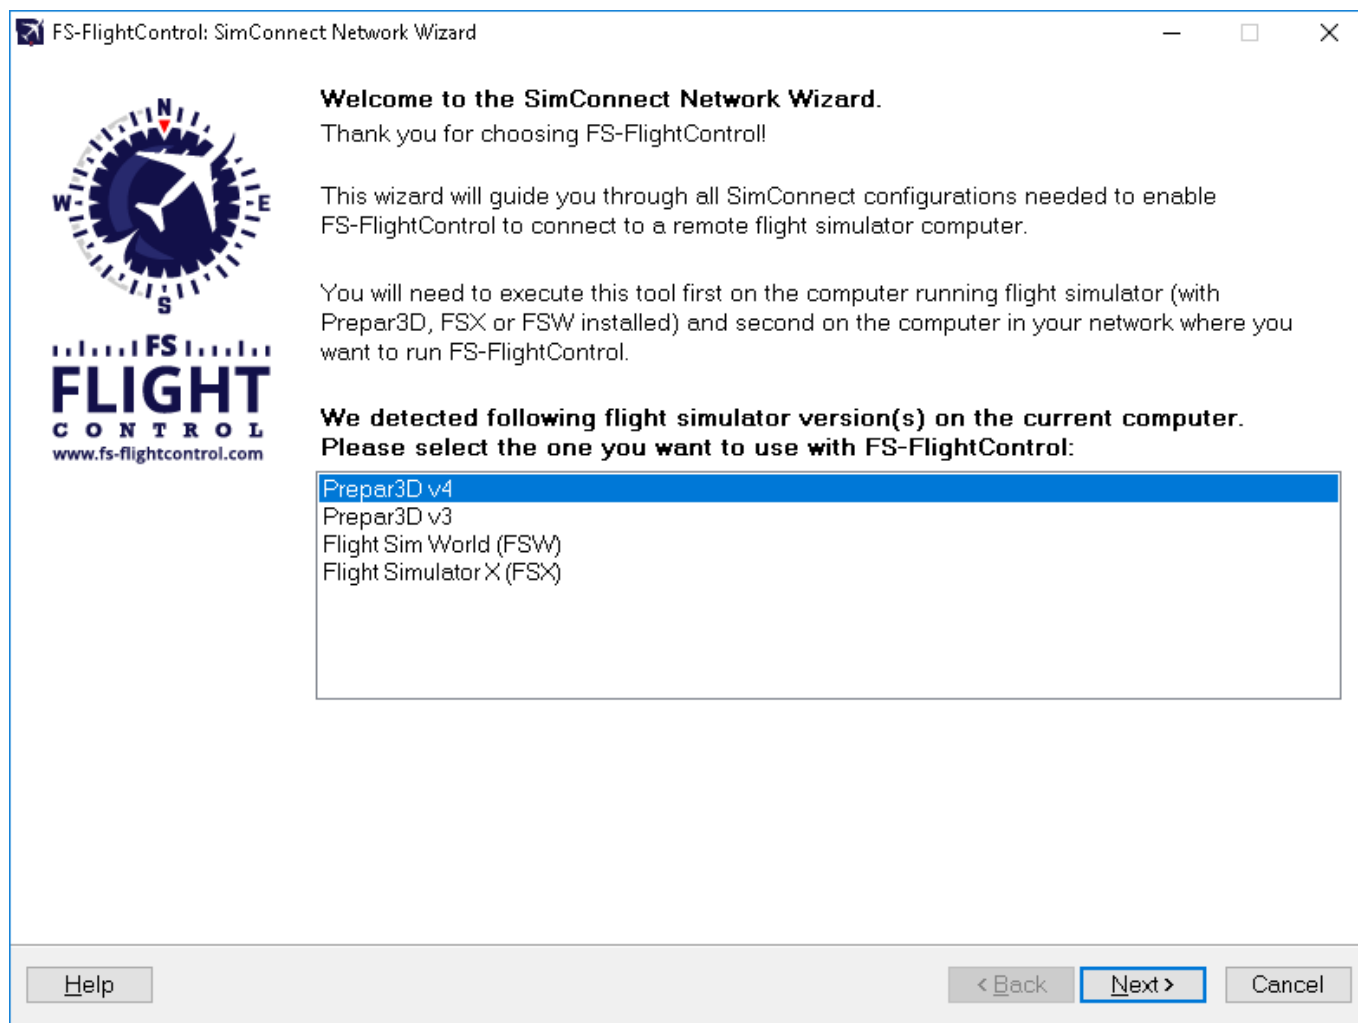 FS-FlightControl: SimConnect Network Wizard
N
W
E
S
FS
FLIGHT
CONTROL
www.fs-flightcontrol.com
Welcome to the SimConnect Network Wizard.
Thank you for choosing FS-FlightControl!
This wizard will guide you through all SimConnect configurations needed to enable
FS-FlightControl to connect to a remote flight simulator computer.
You will need to execute this tool first on the computer running flight simulator (with
Prepar3D, FSX or FSW installed) and second on the computer in your network where you
want to run FS-FlightControl.
We detected following flight simulator version(s) on the current computer.
Please select the one you want to use with FS-FlightControl:
Prepar3D v4
Prepar3D v3
Flight Sim World (FSW)
Flight Simulator X (FSX)
Help
< Back
Next >
Cancel